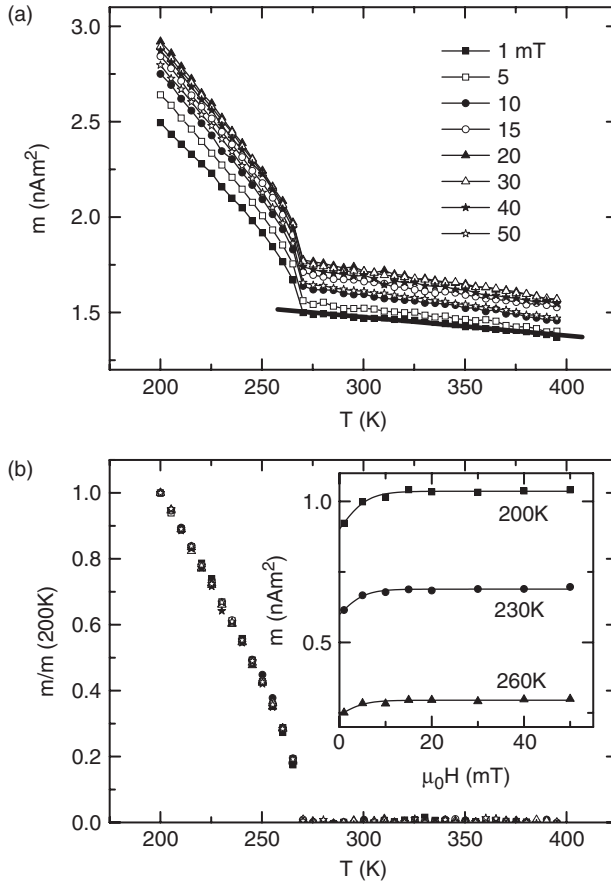 (a)
3.0
2.5
2.0
1.5
m (nAm²)
1 mT
5
10
15
20
30
40
50
200 250 300 350 400
T (K)
(b)
1.0
0.8
0.6
0.4
0.2
0.0
m/m (200K)
1.0
0.5
m (nAm²)
200K
230K
260K
0 20 40
μ₀H (mT)
200 250 300 350 400
T (K)